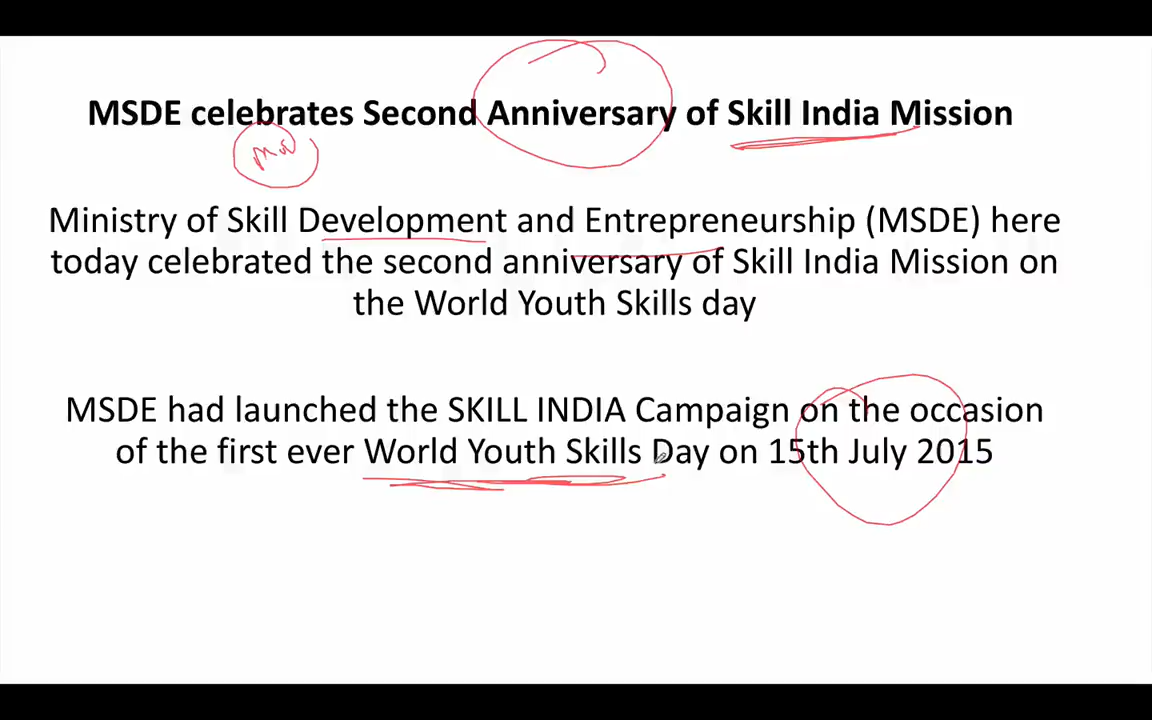 MSDE celebrates Second Anniversary of Skill India Mission
Ministry of Skill Development and Entrepreneurship (MSDE) here
today celebrated the second anniversary of Skill India Mission on
the World Youth Skills day
MSDE had launched the SKILL INDIA Campaign on the occasion
of the first ever World Youth Skills Day on 15th July 2015